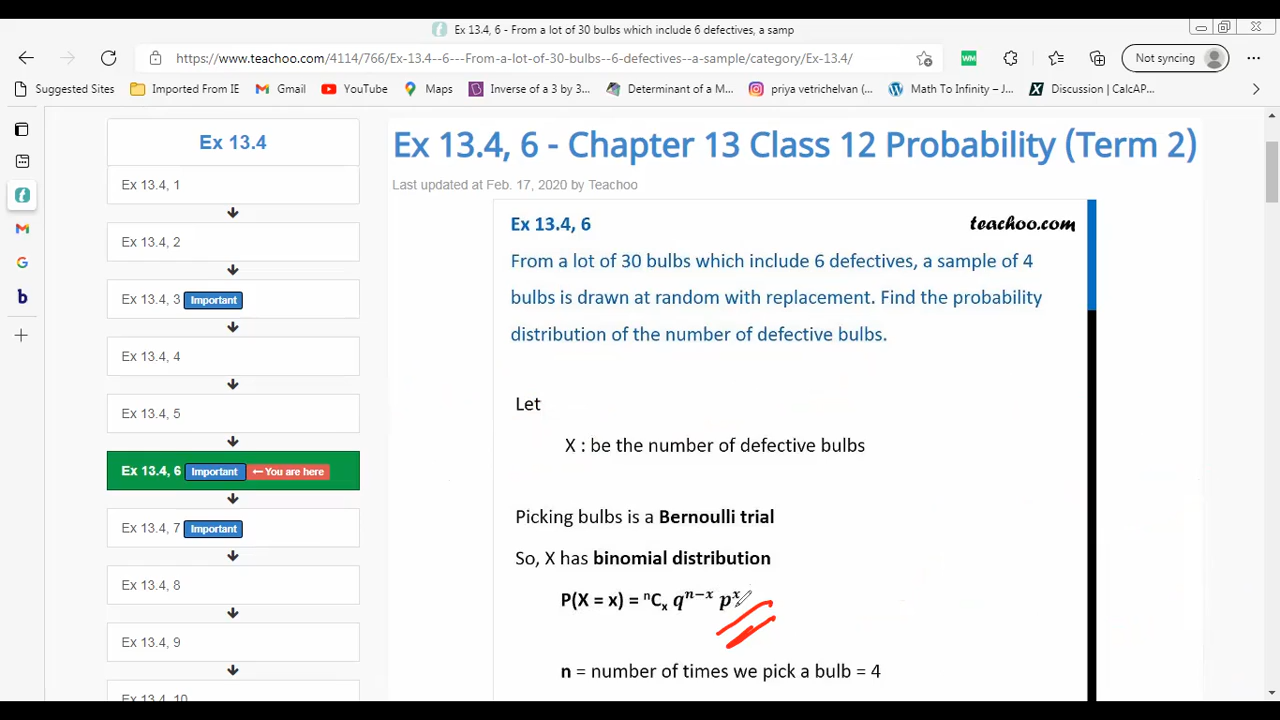 Ex 13.4, 6 - From a lot of 30 bulbs which include 6 defectives, a samp
https://www.teachoo.com/4114/766/Ex-13.4--6---From-a-lot-of-30-bulbs--6-defectives--a-sample/category/Ex-13.4/
WM
Not syncing
Suggested Sites
Imported From IE
Gmail
YouTube
Maps
Inverse of a 3 by 3...
Determinant of a M...
priya vetrichelvan (...
Math To Infinity – J...
Discussion | CalcAP...
Ex 13.4
Ex 13.4, 1
Ex 13.4, 2
Ex 13.4, 3 Important
Ex 13.4, 4
Ex 13.4, 5
Ex 13.4, 6 Important ←You are here
Ex 13.4, 7 Important
Ex 13.4, 8
Ex 13.4, 9
Ex 13.4, 10
Ex 13.4, 6 - Chapter 13 Class 12 Probability (Term 2)
Last updated at Feb. 17, 2020 by Teachoo
Ex 13.4, 6
teachoo.com
From a lot of 30 bulbs which include 6 defectives, a sample of 4
bulbs is drawn at random with replacement. Find the probability
distribution of the number of defective bulbs.
Let
X : be the number of defective bulbs
Picking bulbs is a Bernoulli trial
So, X has binomial distribution
P(X = x) = ⁿCₓ qⁿ⁻ˣ pˣ
n = number of times we pick a bulb = 4